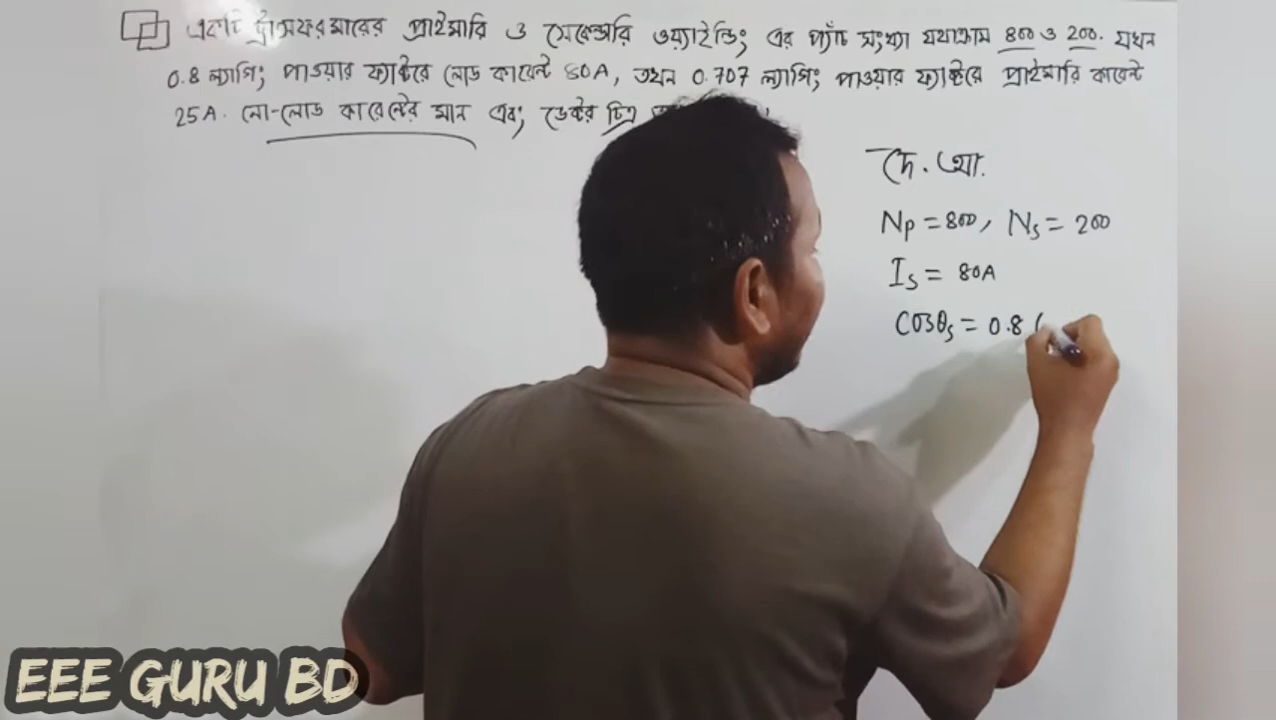 একটি ট্রান্সফরমারের প্রাইমারি ও সেকেন্ডারি ওয়্যাইন্ডিং এর প্যাঁচ সংখ্যা যথাক্রমে 800 ও 200. যখন
0.8 ল্যাগিং পাওয়ার ফ্যাক্টরে লোড কারেন্ট 80A, তখন 0.707 ল্যাগিং পাওয়ার ফ্যাক্টরে প্রাইমারি কারেন্ট
25A. নো-লোড কারেন্টের মান এবং ভেক্টর চিত্র
দে. আ.
Np = 800, Ns = 200
Is = 80A
Cosθs = 0.8 (
EEE GURU BD